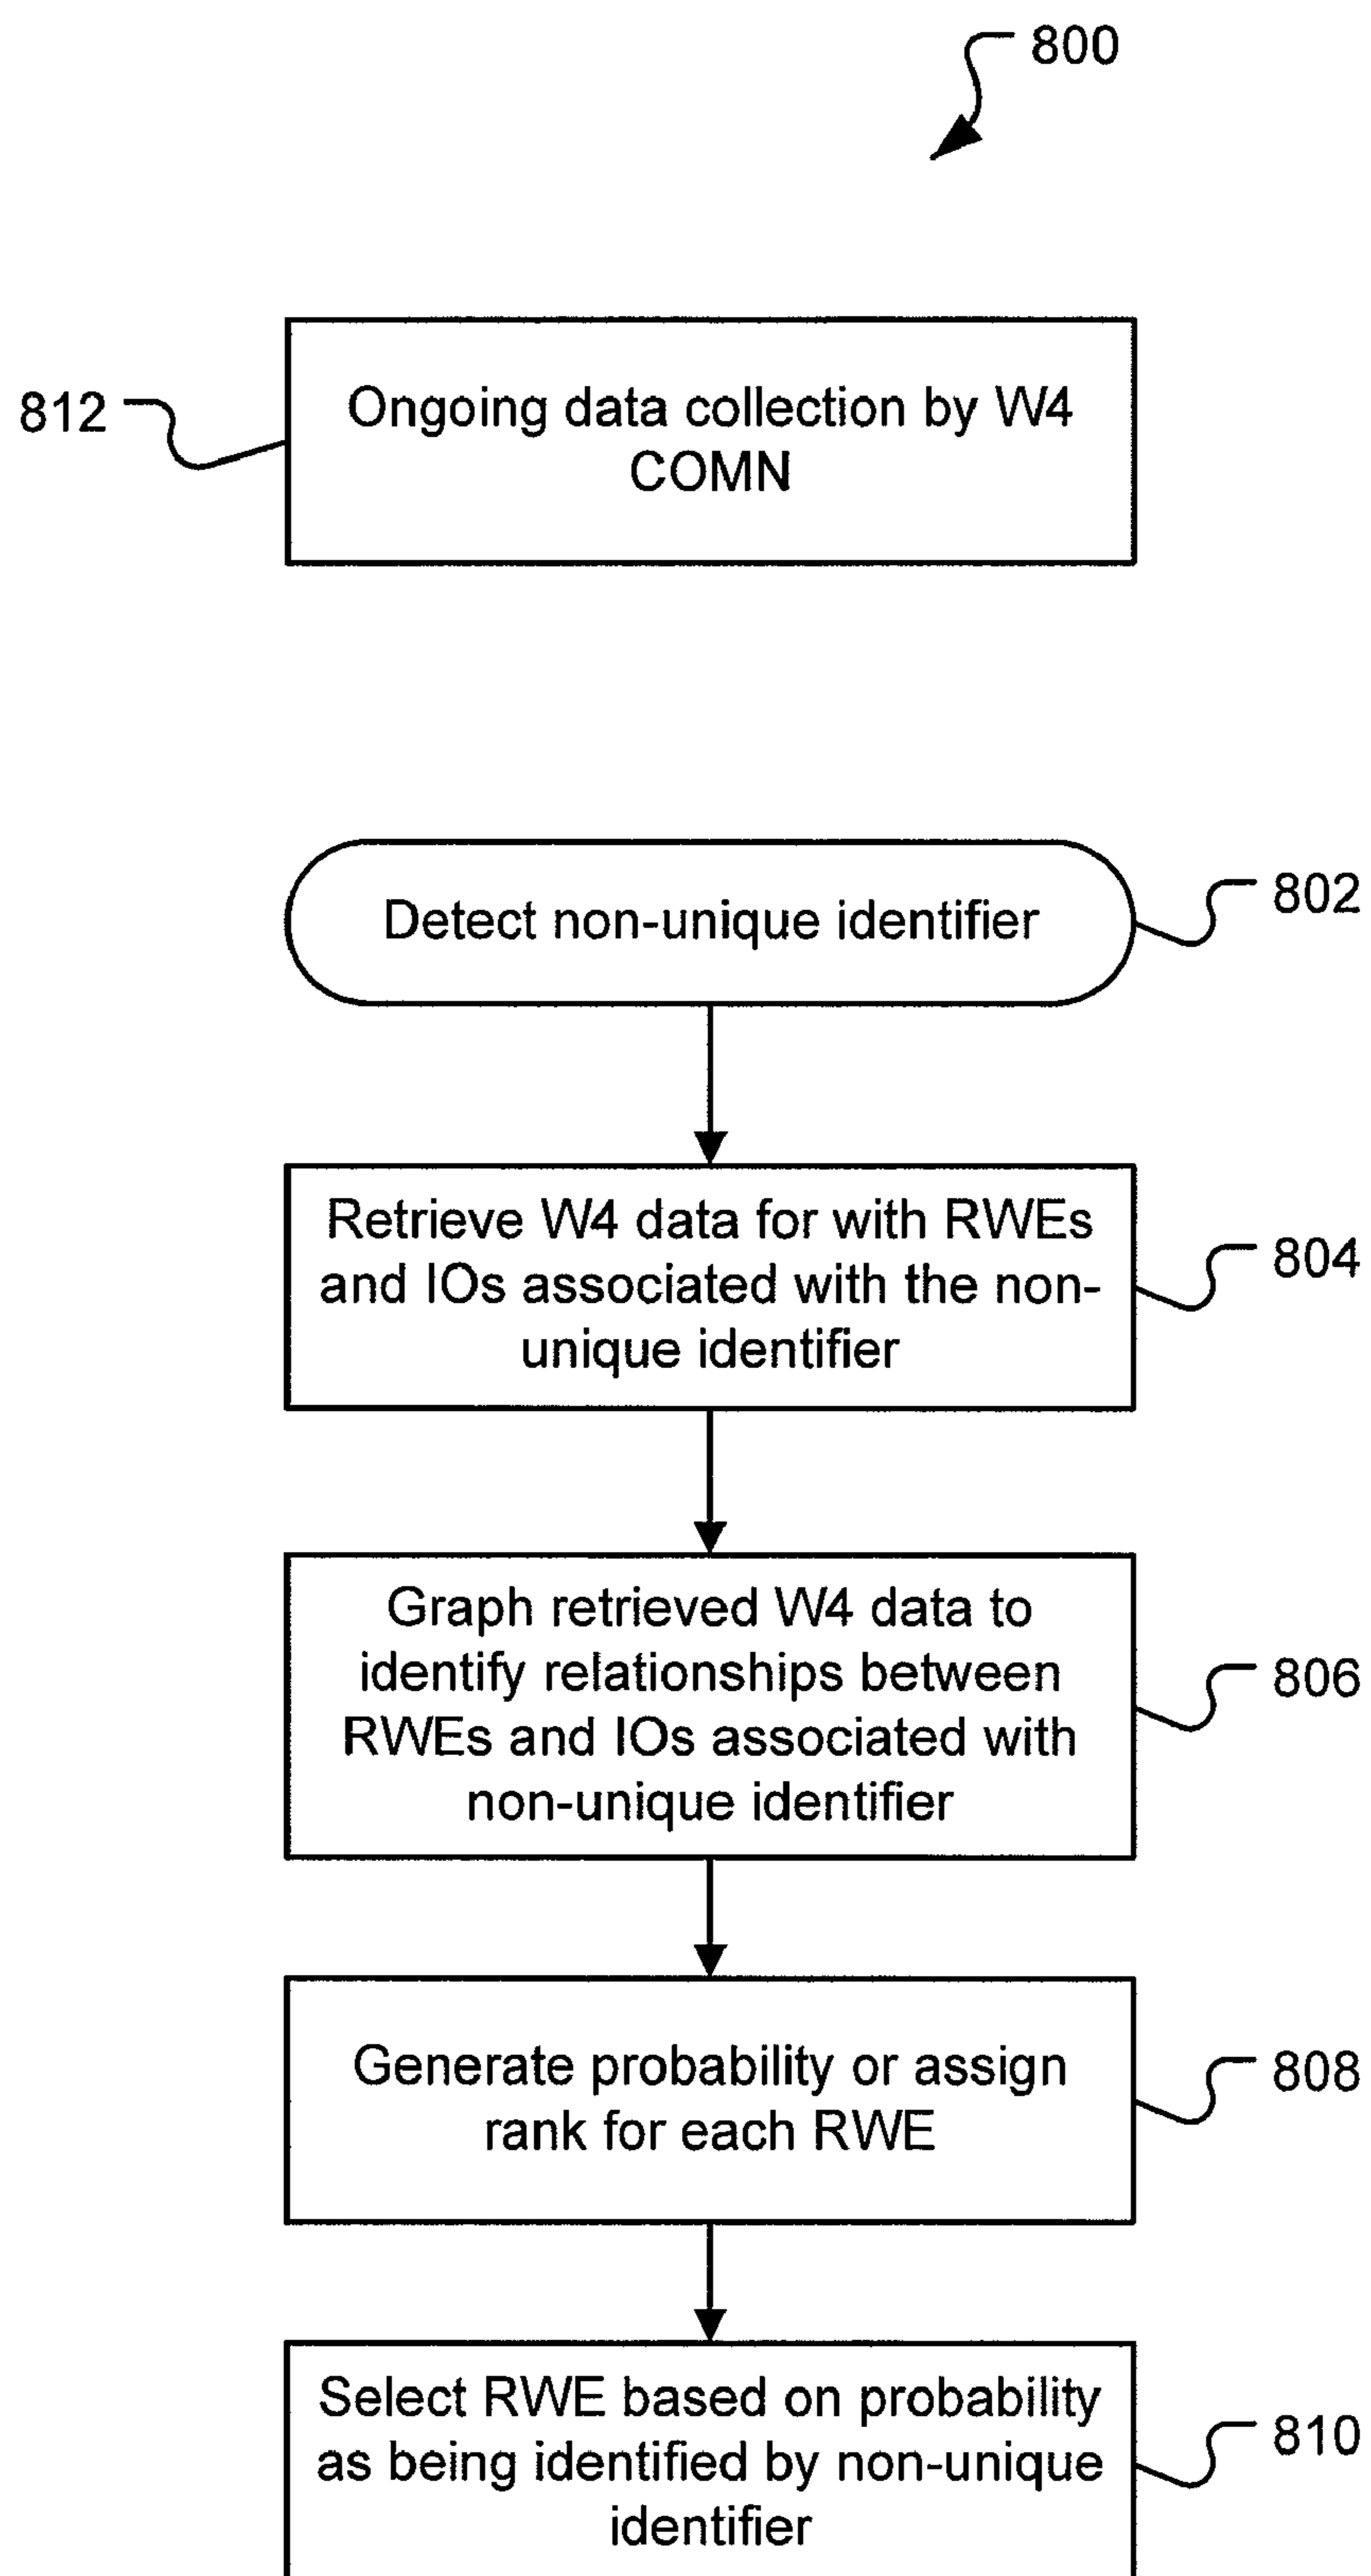 800
812
Ongoing data collection by W4
COMN
Detect non-unique identifier
802
Retrieve W4 data for with RWEs
and IOs associated with the non-
unique identifier
804
Graph retrieved W4 data to
identify relationships between
RWEs and IOs associated with
non-unique identifier
806
Generate probability or assign
rank for each RWE
808
Select RWE based on probability
as being identified by non-unique
identifier
810